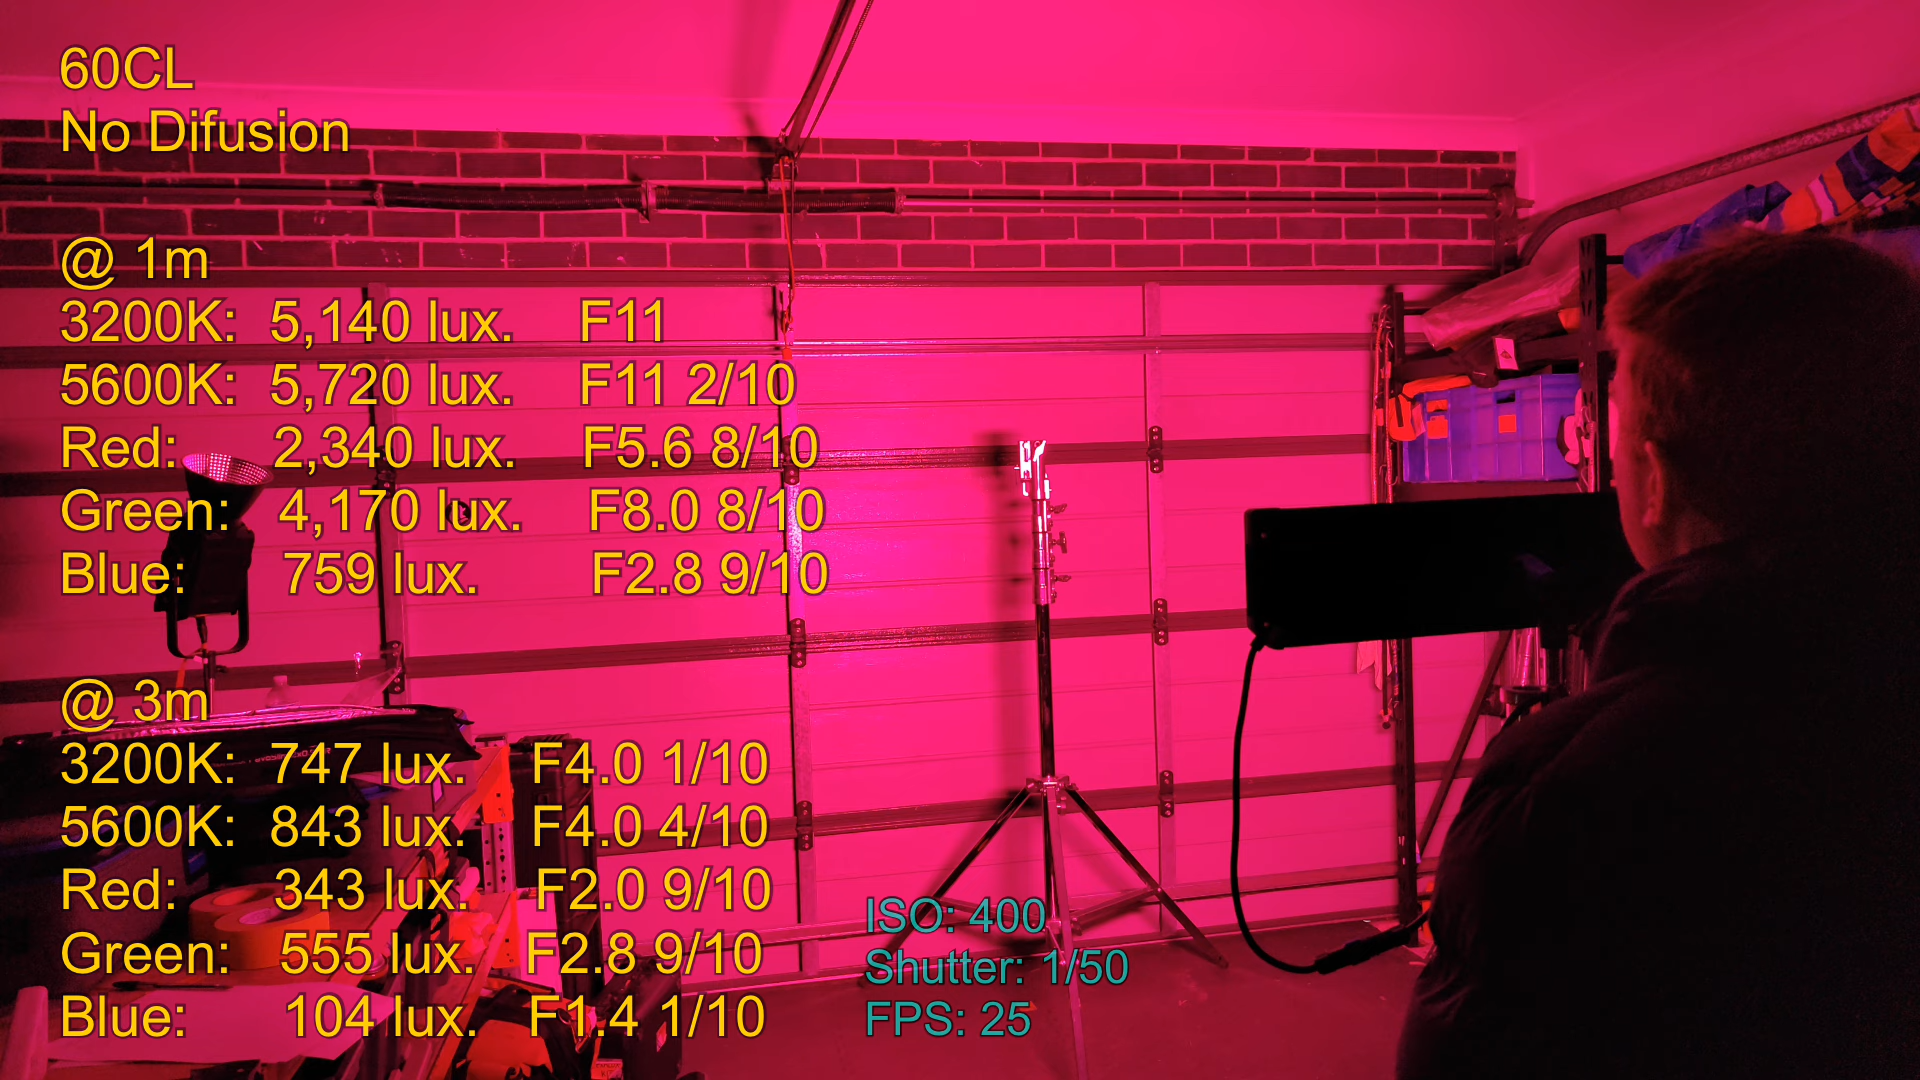 60CL
No Difusion
@ 1m
3200K: 5,140 lux. F11
5600K: 5,720 lux. F11 2/10
Red: 2,340 lux. F5.6 8/10
Green: 4,170 lux. F8.0 8/10
Blue: 759 lux. F2.8 9/10
@ 3m
3200K: 747 lux. F4.0 1/10
5600K: 843 lux. F4.0 4/10
Red: 343 lux. F2.0 9/10
Green: 555 lux. F2.8 9/10
Blue: 104 lux. F1.4 1/10
ISO: 400
Shutter: 1/50
FPS: 25